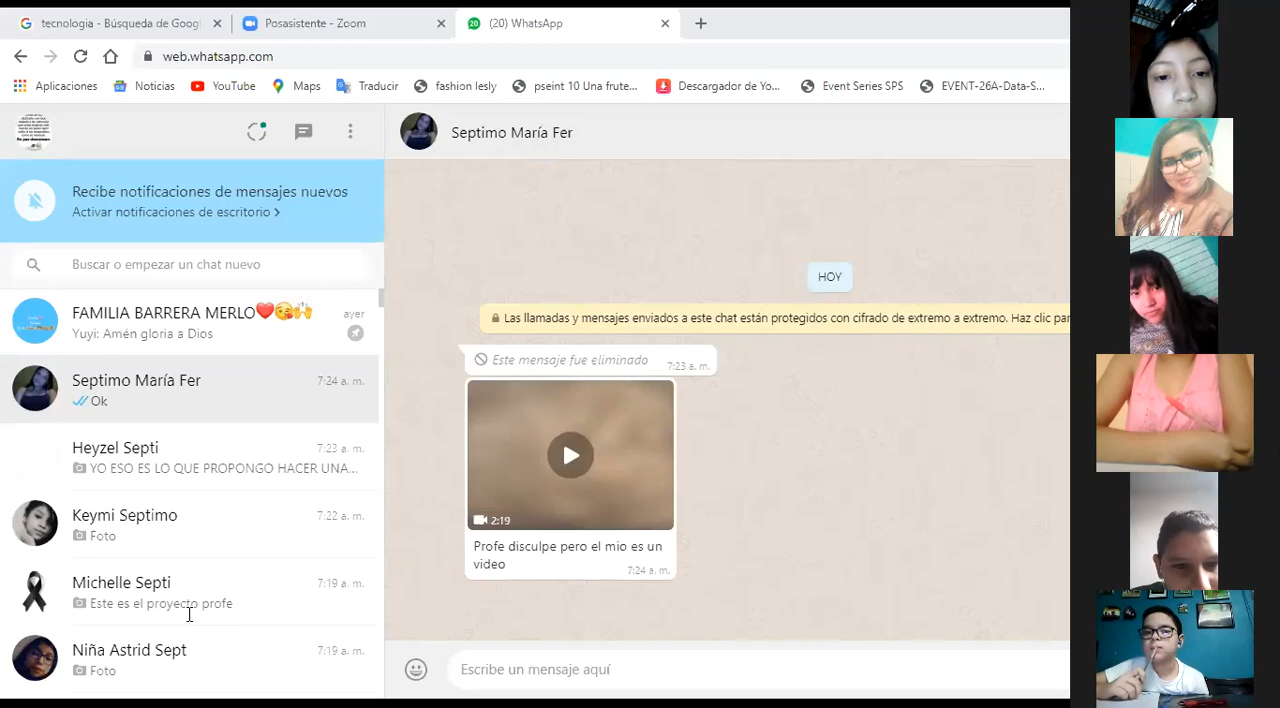 tecnologia - Búsqueda de Googl
Posasistente - Zoom
(20) WhatsApp
web.whatsapp.com
Aplicaciones
Noticias
YouTube
Maps
Traducir
fashion lesly
pseint 10 Una frute...
Descargador de Yo...
Event Series SPS
EVENT-26A-Data-S...
Septimo María Fer
Recibe notificaciones de mensajes nuevos
Activar notificaciones de escritorio >
Buscar o empezar un chat nuevo
FAMILIA BARRERA MERLO❤️😘🙌 ayer
Yuyi: Amén gloria a Dios
Septimo María Fer 7:24 a. m.
Ok
Heyzel Septi 7:23 a. m.
YO ESO ES LO QUE PROPONGO HACER UNA...
Keymi Septimo 7:22 a. m.
Foto
Michelle Septi 7:19 a. m.
Este es el proyecto profe
Niña Astrid Sept 7:19 a. m.
Foto
HOY
Las llamadas y mensajes enviados a este chat están protegidos con cifrado de extremo a extremo. Haz clic par
Este mensaje fue eliminado 7:23 a. m.
2:19
Profe disculpe pero el mio es un
video 7:24 a. m.
Escribe un mensaje aquí